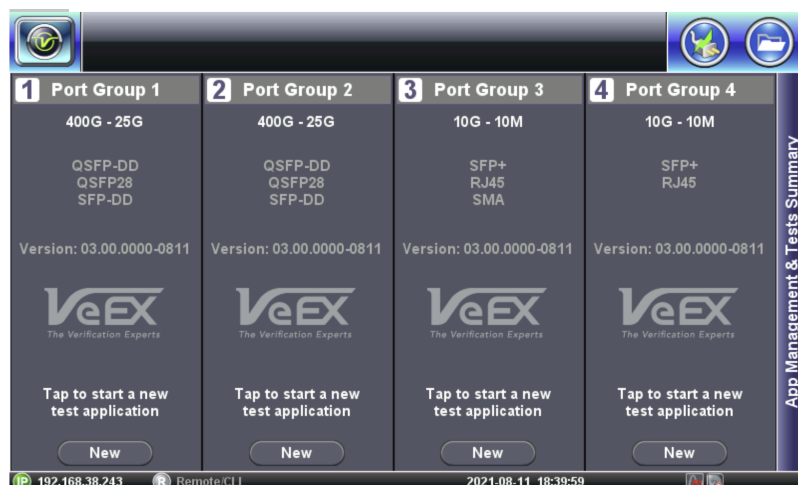 1 Port Group 1
400G - 25G
QSFP-DD
QSFP28
SFP-DD
Version: 03.00.0000-0811
VeEX
The Verification Experts
Tap to start a new
test application
New
2 Port Group 2
400G - 25G
QSFP-DD
QSFP28
SFP-DD
Version: 03.00.0000-0811
VeEX
The Verification Experts
Tap to start a new
test application
New
3 Port Group 3
10G - 10M
SFP+
RJ45
SMA
Version: 03.00.0000-0811
VeEX
The Verification Experts
Tap to start a new
test application
New
4 Port Group 4
10G - 10M
SFP+
RJ45
Version: 03.00.0000-0811
VeEX
The Verification Experts
Tap to start a new
test application
New
App Management & Tests Summary
IP 192.168.38.243
R Remote/CLI
2021-08-11 18:39:59